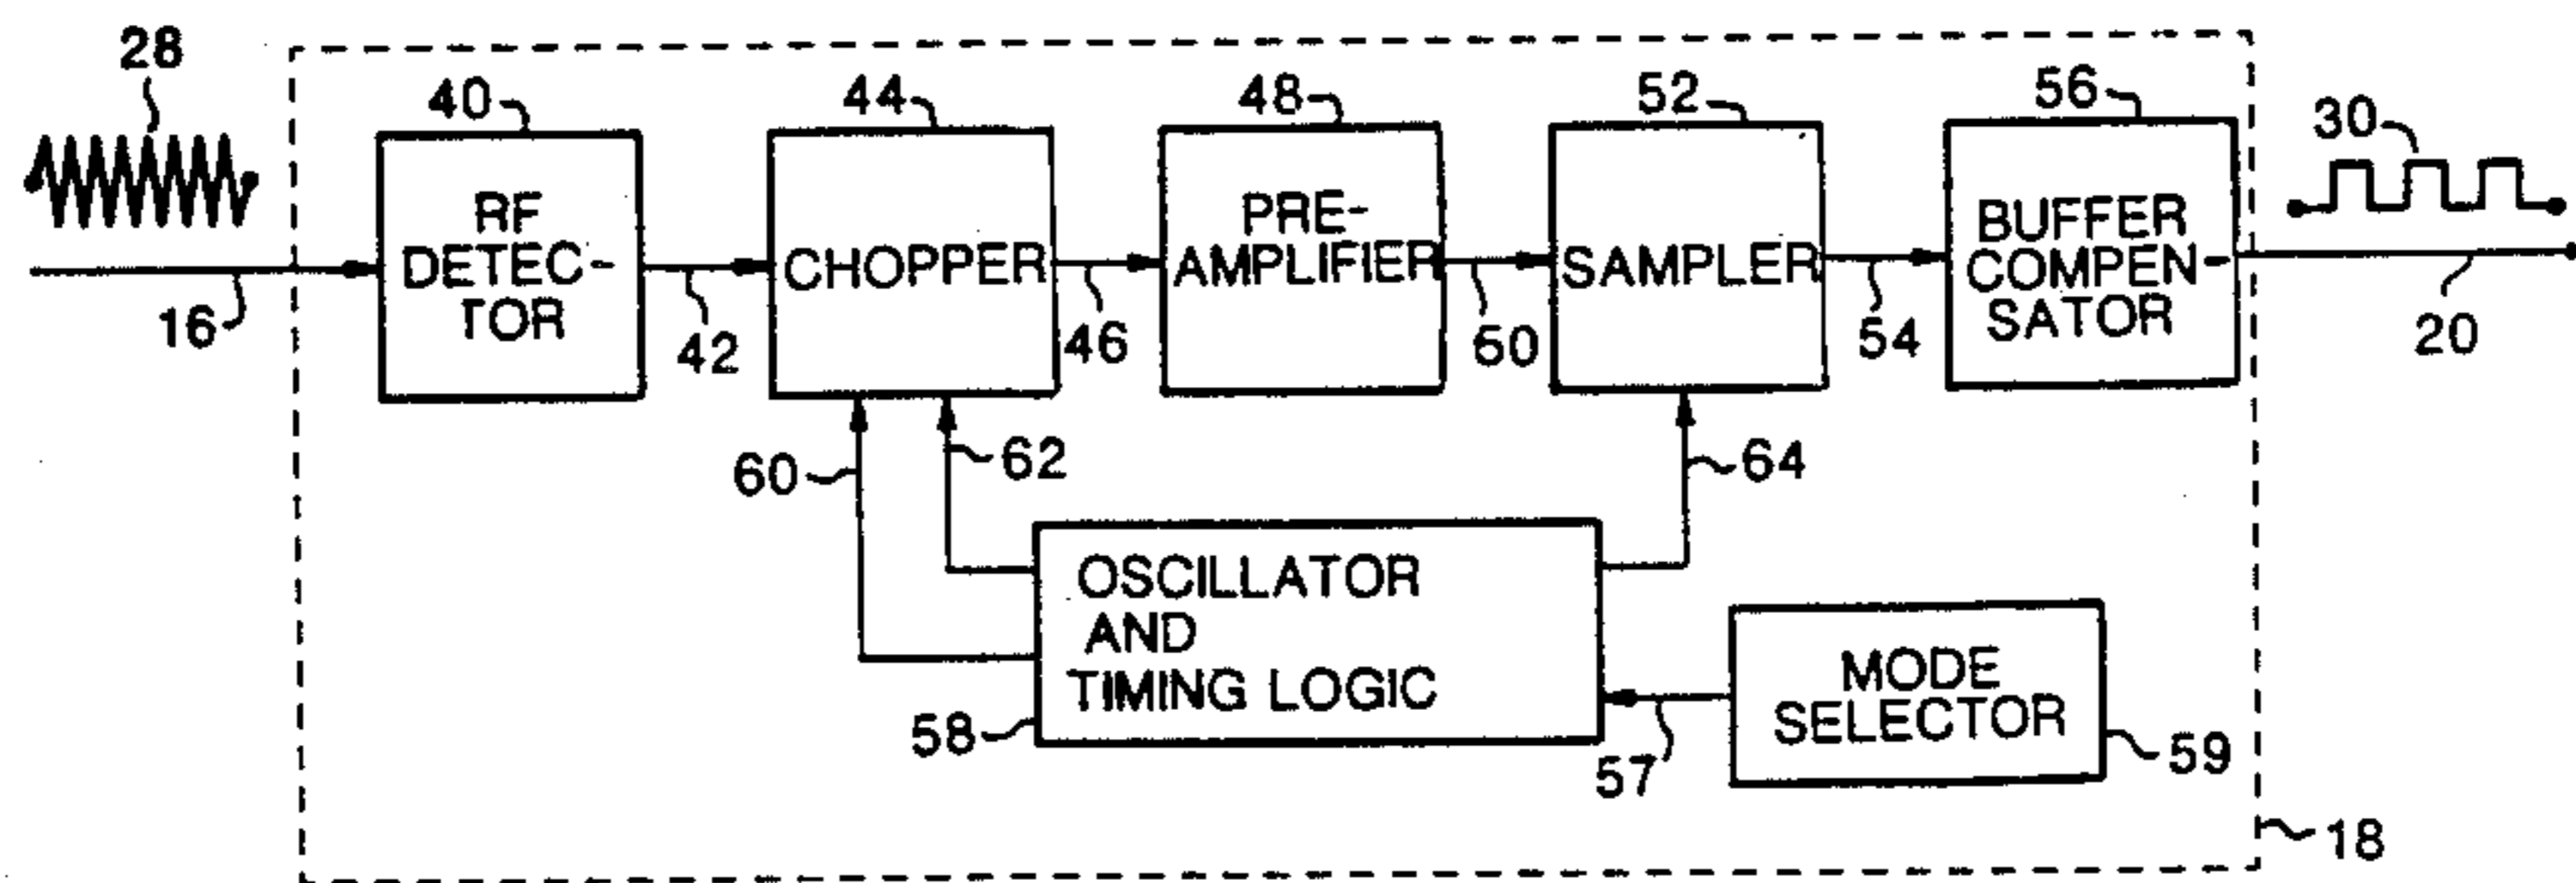 28
40
44
48
52
56
30
RF
DETEC-
TOR
CHOPPER
PRE-
AMPLIFIER
SAMPLER
BUFFER
COMPEN-
SATOR
16
42
46
50
54
20
60
62
64
OSCILLATOR
AND
TIMING LOGIC
MODE
SELECTOR
58
57
59
18